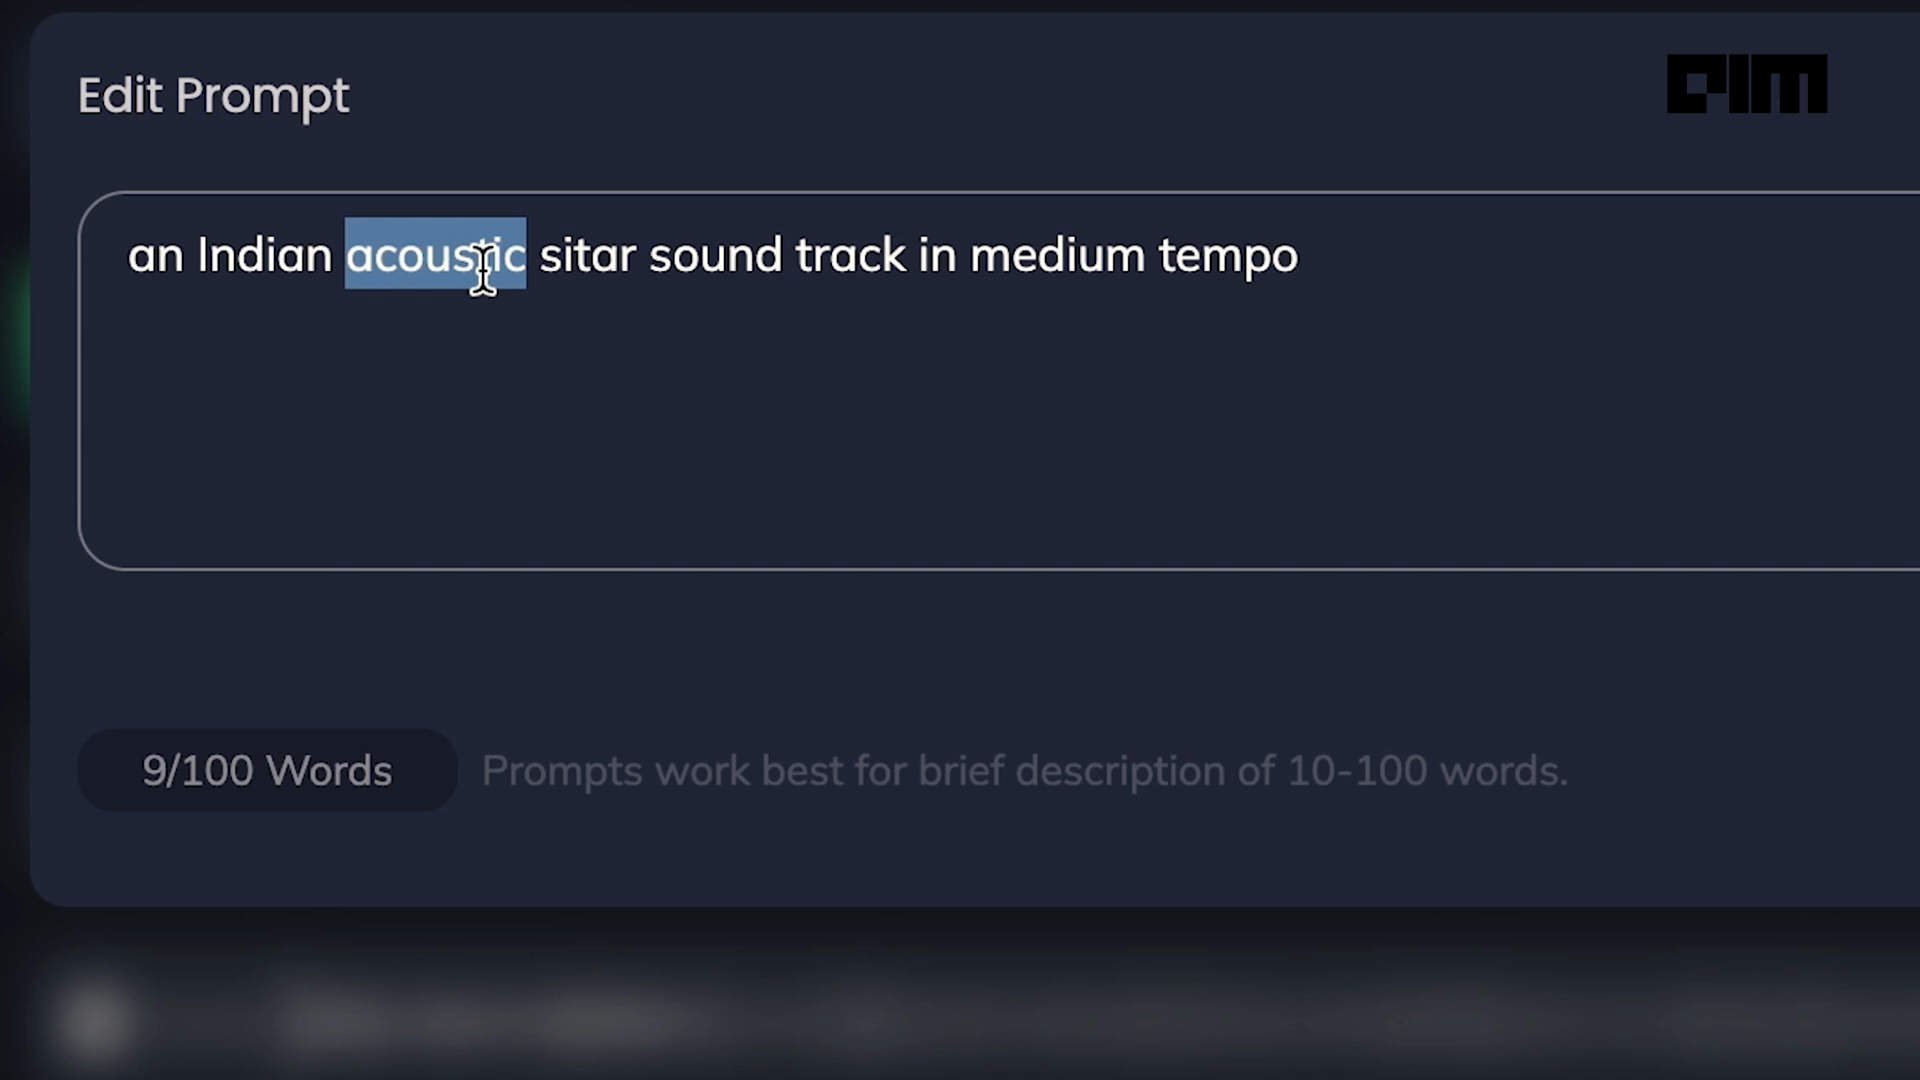 Edit Prompt
AIM
an Indian acoustic sitar sound track in medium tempo
9/100 Words
Prompts work best for brief description of 10-100 words.